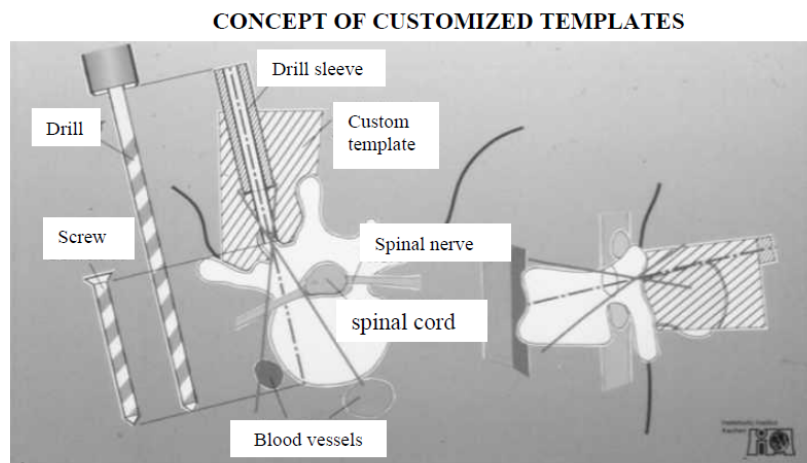 CONCEPT OF CUSTOMIZED TEMPLATES
Drill sleeve
Drill
Custom
template
Screw
Spinal nerve
spinal cord
Blood vessels